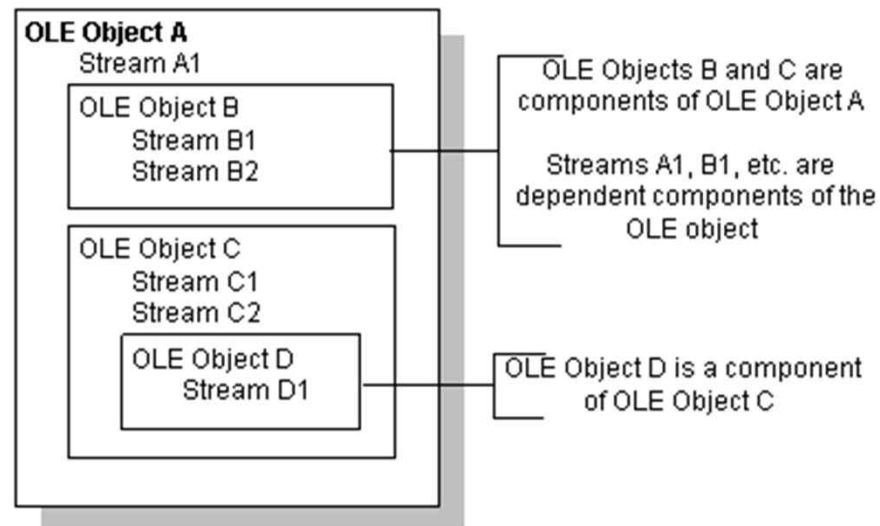 OLE Object A
Stream A1
OLE Object B
Stream B1
Stream B2
OLE Object C
Stream C1
Stream C2
OLE Object D
Stream D1
OLE Objects B and C are
components of OLE Object A
Streams A1, B1, etc. are
dependent components of the
OLE object
OLE Object D is a component
of OLE Object C